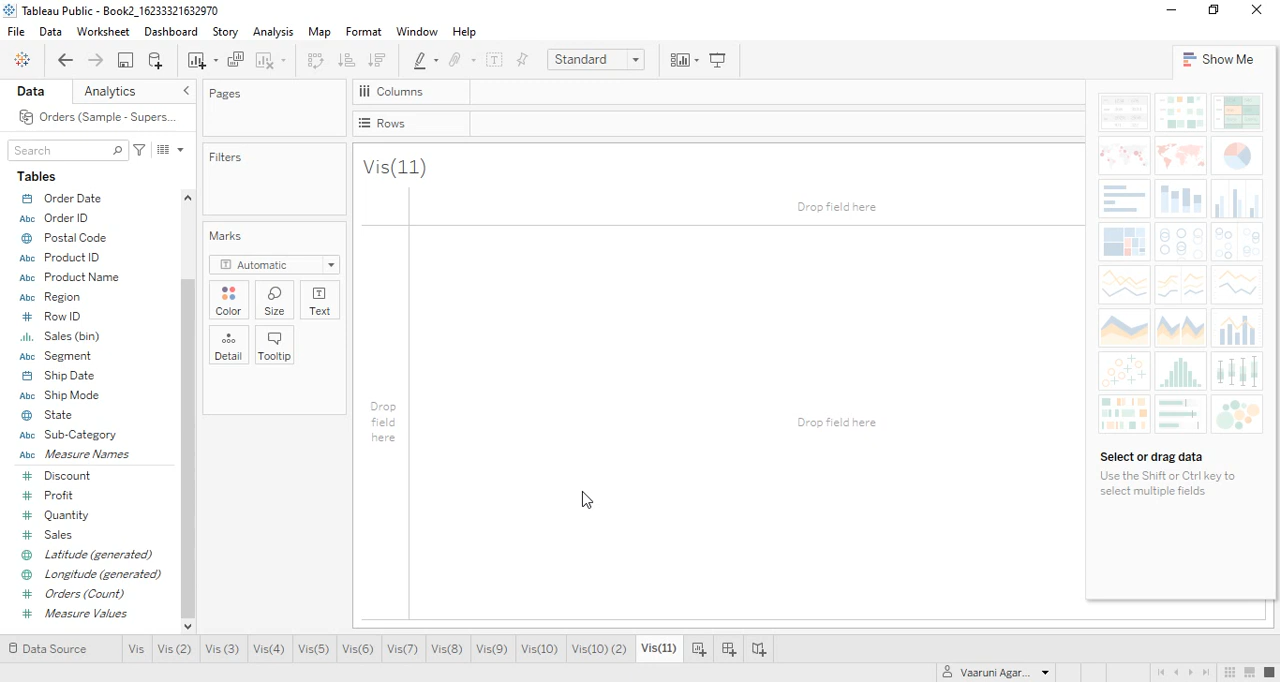 Tableau Public - Book2_16233321632970
File Data Worksheet Dashboard Story Analysis Map Format Window Help
Standard
Show Me
Data Analytics
Orders (Sample - Supers...
Search
Tables
Order Date
Order ID
Postal Code
Product ID
Product Name
Region
Row ID
Sales (bin)
Segment
Ship Date
Ship Mode
State
Sub-Category
Measure Names
Discount
Profit
Quantity
Sales
Latitude (generated)
Longitude (generated)
Orders (Count)
Measure Values
Pages
Filters
Marks
Automatic
Color Size Text
Detail Tooltip
Columns
Rows
Vis(11)
Drop field here
Drop
field
here
Drop field here
Select or drag data
Use the Shift or Ctrl key to
select multiple fields
Data Source Vis Vis (2) Vis (3) Vis(4) Vis(5) Vis(6) Vis(7) Vis(8) Vis(9) Vis(10) Vis(10) (2) Vis(11)
Vaaruni Agar...